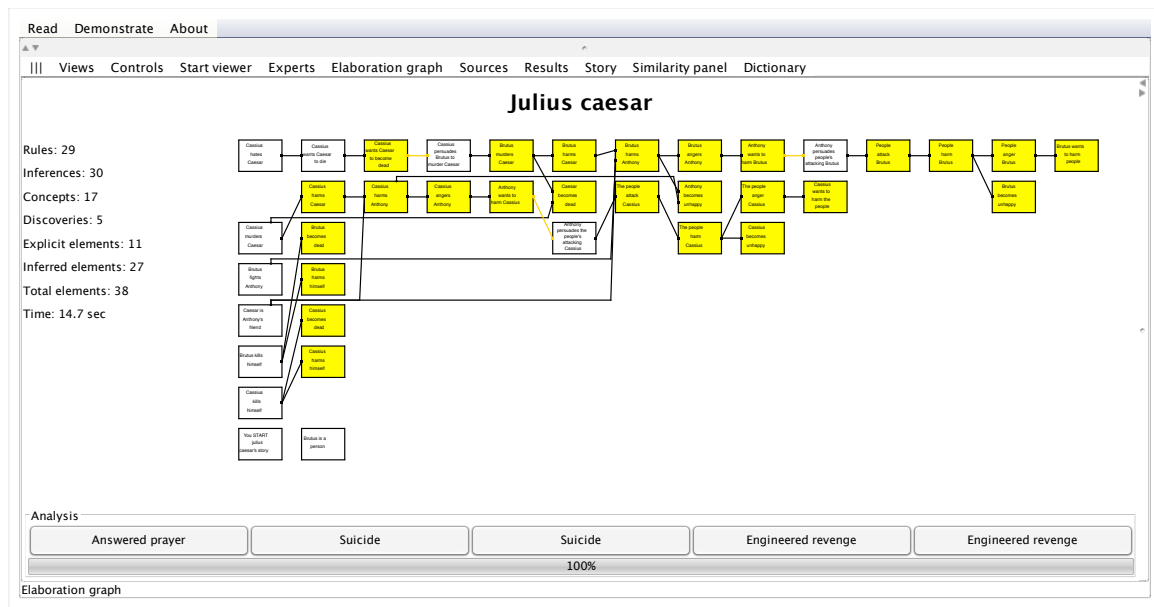 Read Demonstrate About
||| Views Controls Start viewer Experts Elaboration graph Sources Results Story Similarity panel Dictionary
Julius caesar
Rules: 29
Inferences: 30
Concepts: 17
Discoveries: 5
Explicit elements: 11
Inferred elements: 27
Total elements: 38
Time: 14.7 sec
Cassius
hates
Caesar
Cassius
wants Caesar
to die
Cassius
wants Caesar
to become
dead
Cassius
persuades
Brutus to
murder Caesar
Brutus
murders
Caesar
Brutus
harms
Caesar
Brutus
harms
Anthony
Brutus
angers
Anthony
Anthony
wants to
harm Brutus
Anthony
persuades
people's
attacking Brutus
People
attack
Brutus
People
harm
Brutus
People
anger
Brutus
Brutus wants
to harm
people
Cassius
harms
Caesar
Cassius
harms
Anthony
Cassius
angers
Anthony
Anthony
wants to
harm Cassius
Caesar
becomes
dead
The people
attack
Cassius
Anthony
becomes
unhappy
The people
anger
Cassius
Cassius
wants to
harm the
people
Brutus
becomes
unhappy
Cassius
murders
Caesar
Brutus
becomes
dead
Anthony
persuades the
people's
attacking
Cassius
The people
harm
Cassius
Cassius
becomes
unhappy
Brutus
fights
Anthony
Brutus
harms
himself
Caesar is
Anthony's
friend
Cassius
becomes
dead
Brutus kills
himself
Cassius
harms
himself
Cassius
kills
himself
You START
julius
caesar's story
Brutus is a
person
Analysis
Answered prayer
Suicide
Suicide
Engineered revenge
Engineered revenge
100%
Elaboration graph